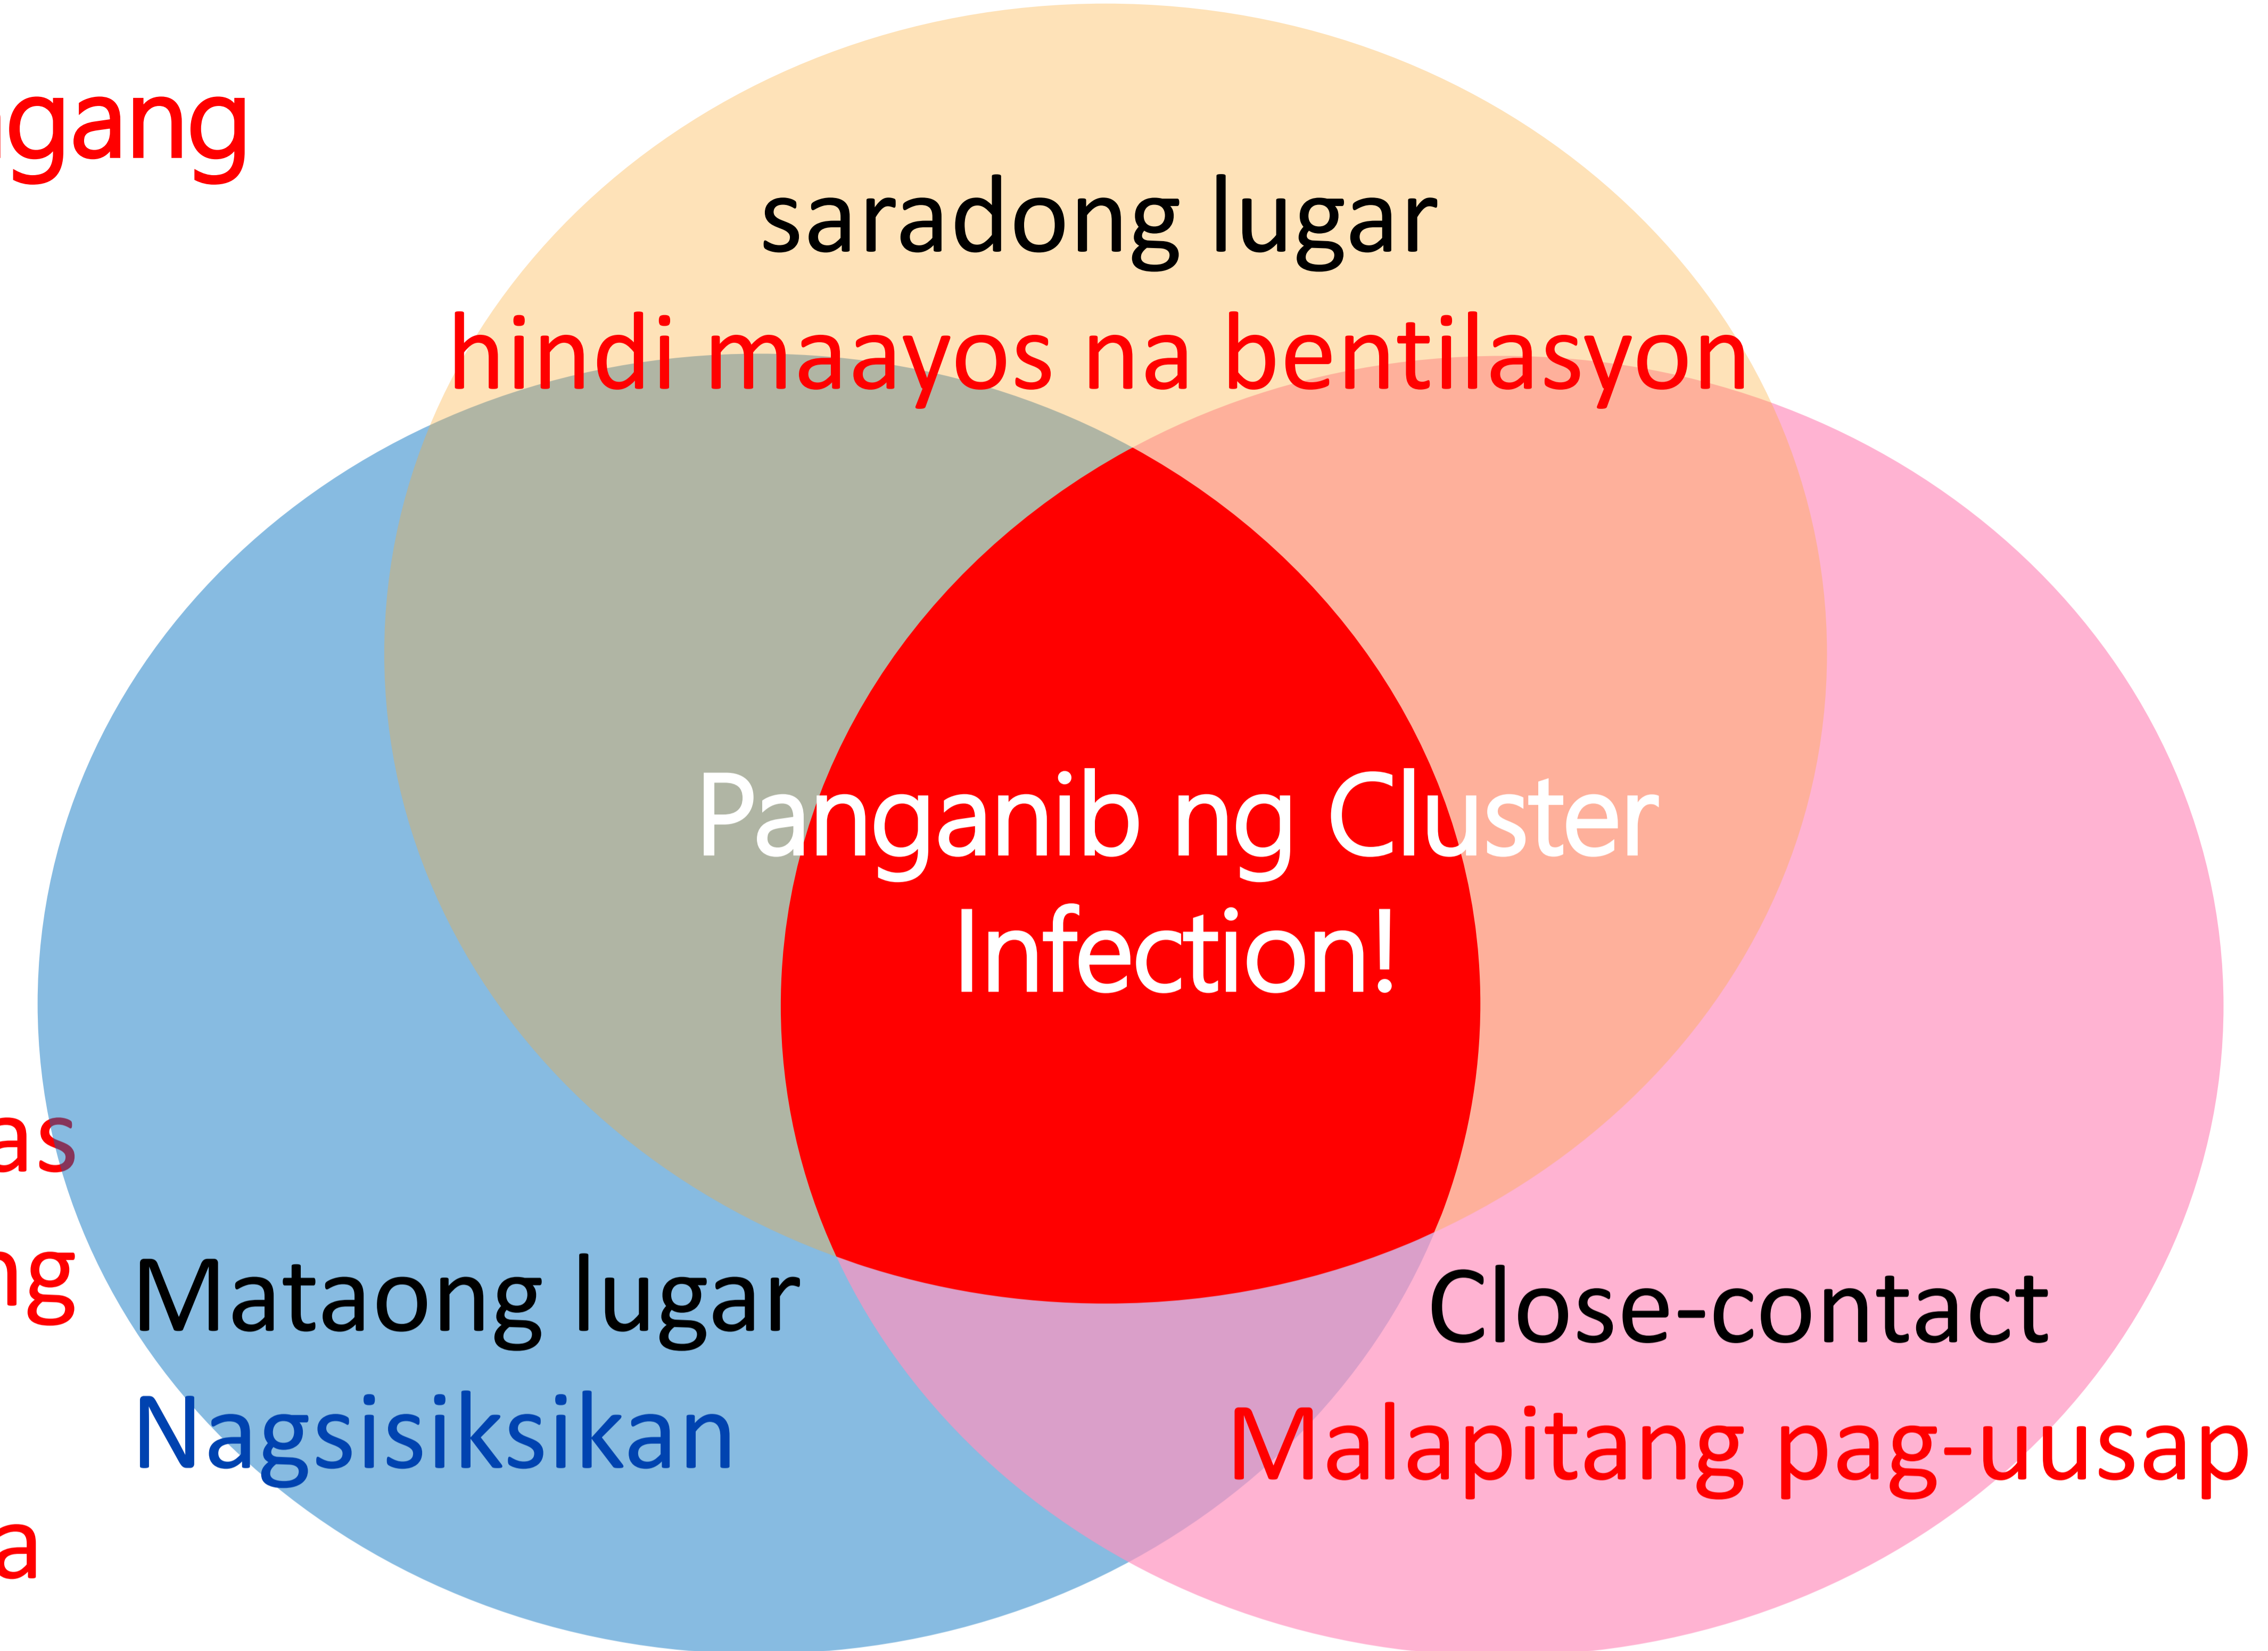 saradong lugar
hindi maayos na bentilasyon
Panganib ng Cluster
Infection!
Mataong lugar
Nagsisiksikan
Close-contact
Malapitang pag-uusap